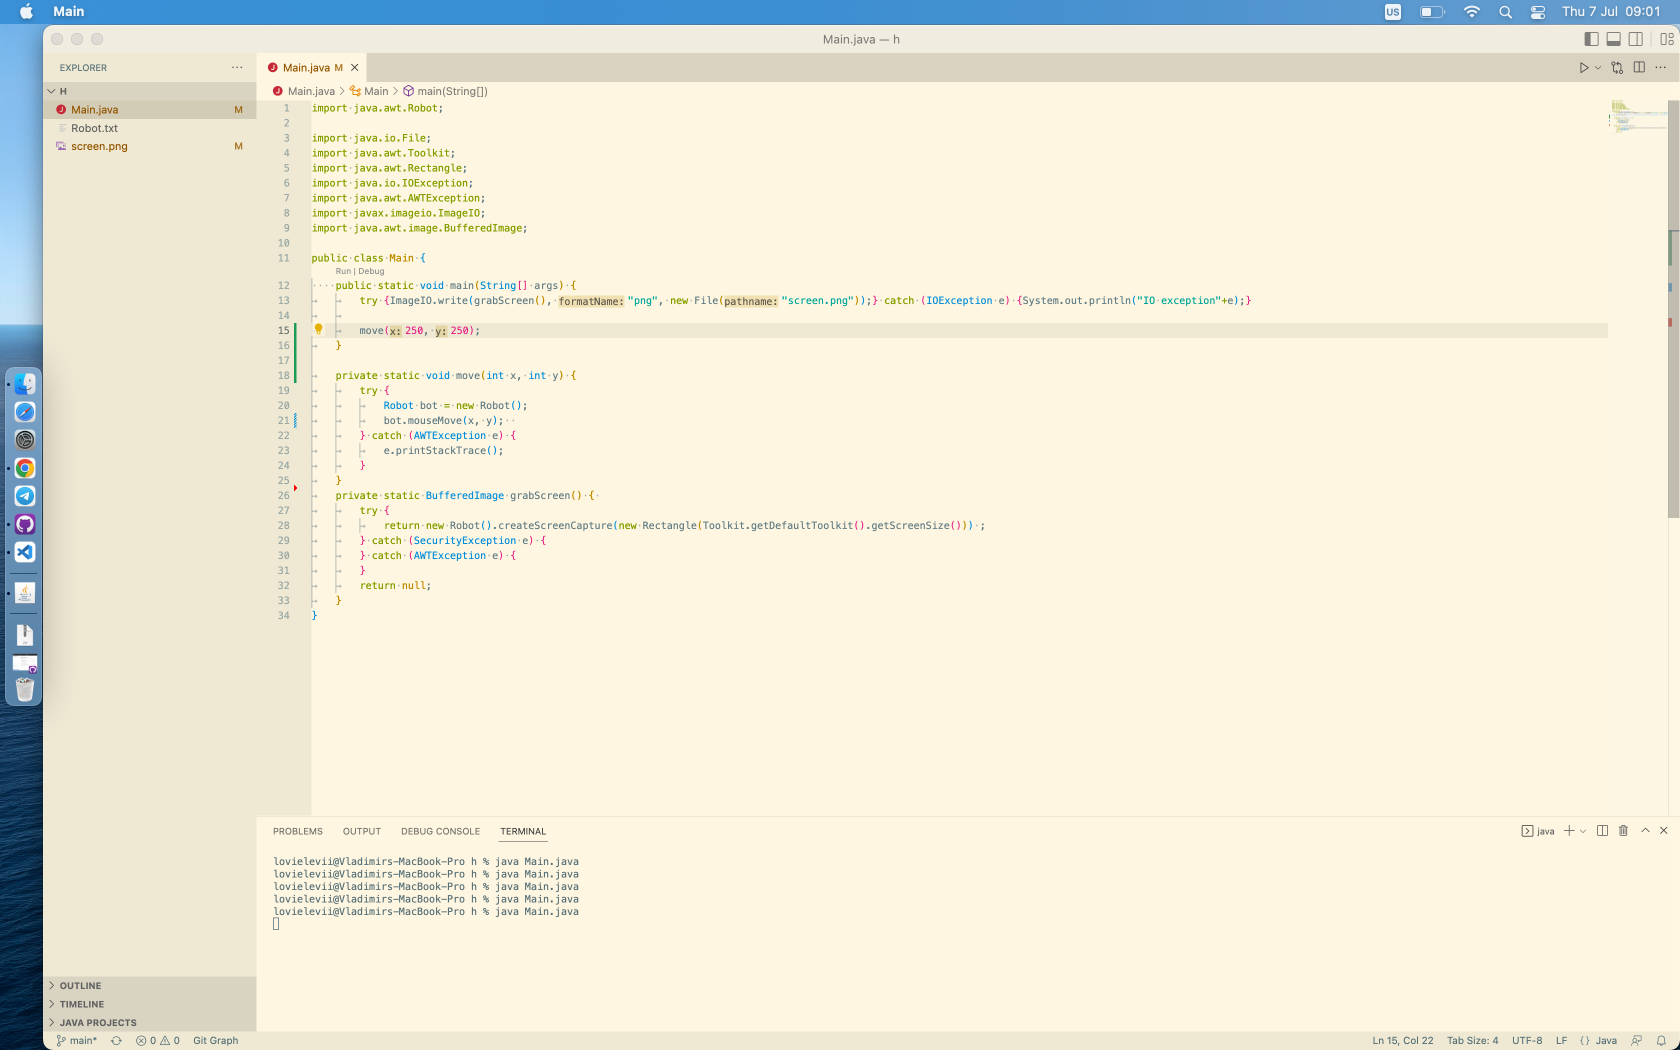 Main
US
Thu 7 Jul 09:01
Main.java — h
EXPLORER
Main.java M
H
Main.java > Main > main(String[])
Main.java M
Robot.txt
screen.png M
1 import java.awt.Robot;
2
3 import java.io.File;
4 import java.awt.Toolkit;
5 import java.awt.Rectangle;
6 import java.io.IOException;
7 import java.awt.AWTException;
8 import javax.imageio.ImageIO;
9 import java.awt.image.BufferedImage;
10
11 public class Main {
Run | Debug
12 public static void main(String[] args) {
13 try {ImageIO.write(grabScreen(), formatName: "png", new File(pathname: "screen.png"));} catch (IOException e) {System.out.println("IO exception"+e);}
14
15 move(x: 250, y: 250);
16 }
17
18 private static void move(int x, int y) {
19 try {
20 Robot bot = new Robot();
21 bot.mouseMove(x, y);
22 } catch (AWTException e) {
23 e.printStackTrace();
24 }
25 }
26 private static BufferedImage grabScreen() {
27 try {
28 return new Robot().createScreenCapture(new Rectangle(Toolkit.getDefaultToolkit().getScreenSize())) ;
29 } catch (SecurityException e) {
30 } catch (AWTException e) {
31 }
32 return null;
33 }
34 }
PROBLEMS OUTPUT DEBUG CONSOLE TERMINAL
java
lovielevii@Vladimirs-MacBook-Pro h % java Main.java
lovielevii@Vladimirs-MacBook-Pro h % java Main.java
lovielevii@Vladimirs-MacBook-Pro h % java Main.java
lovielevii@Vladimirs-MacBook-Pro h % java Main.java
lovielevii@Vladimirs-MacBook-Pro h % java Main.java
OUTLINE
TIMELINE
JAVA PROJECTS
main* 0 0 Git Graph
Ln 15, Col 22 Tab Size: 4 UTF-8 LF {} Java